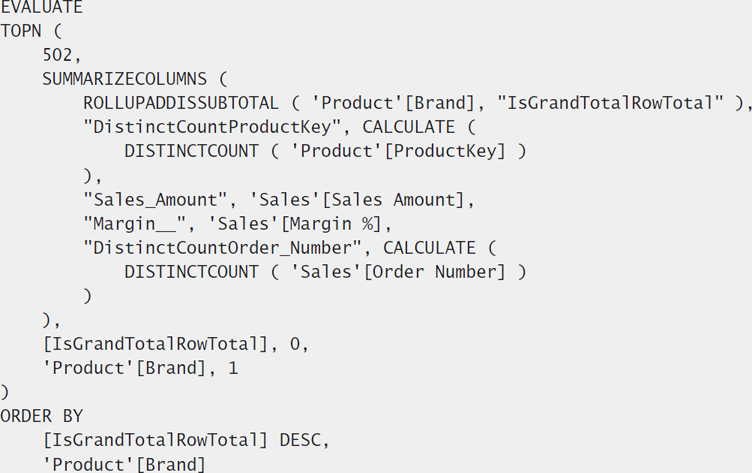 EVALUATE
TOPN (
    502,
    SUMMARIZECOLUMNS (
        ROLLUPADDISSUBTOTAL ( 'Product'[Brand], "IsGrandTotalRowTotal" ),
        "DistinctCountProductKey", CALCULATE (
            DISTINCTCOUNT ( 'Product'[ProductKey] )
        ),
        "Sales_Amount", 'Sales'[Sales Amount],
        "Margin__", 'Sales'[Margin %],
        "DistinctCountOrder_Number", CALCULATE (
            DISTINCTCOUNT ( 'Sales'[Order Number] )
        )
    ),
    [IsGrandTotalRowTotal], 0,
    'Product'[Brand], 1
)
ORDER BY
    [IsGrandTotalRowTotal] DESC,
    'Product'[Brand]